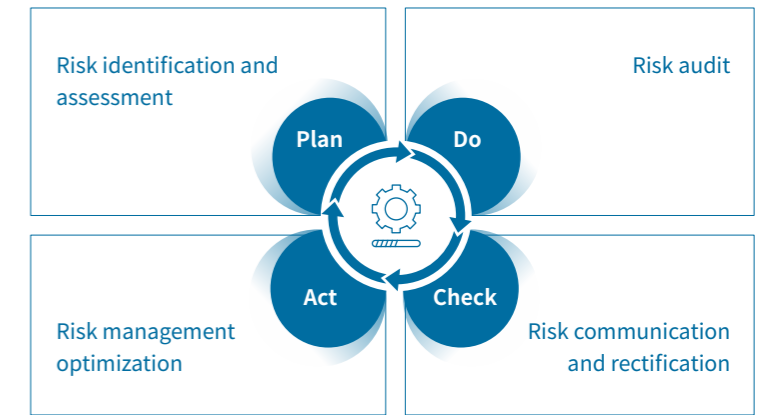 Risk identification and
assessment
Plan
Risk audit
Do
Act
Risk management
optimization
Check
Risk communication
and rectification